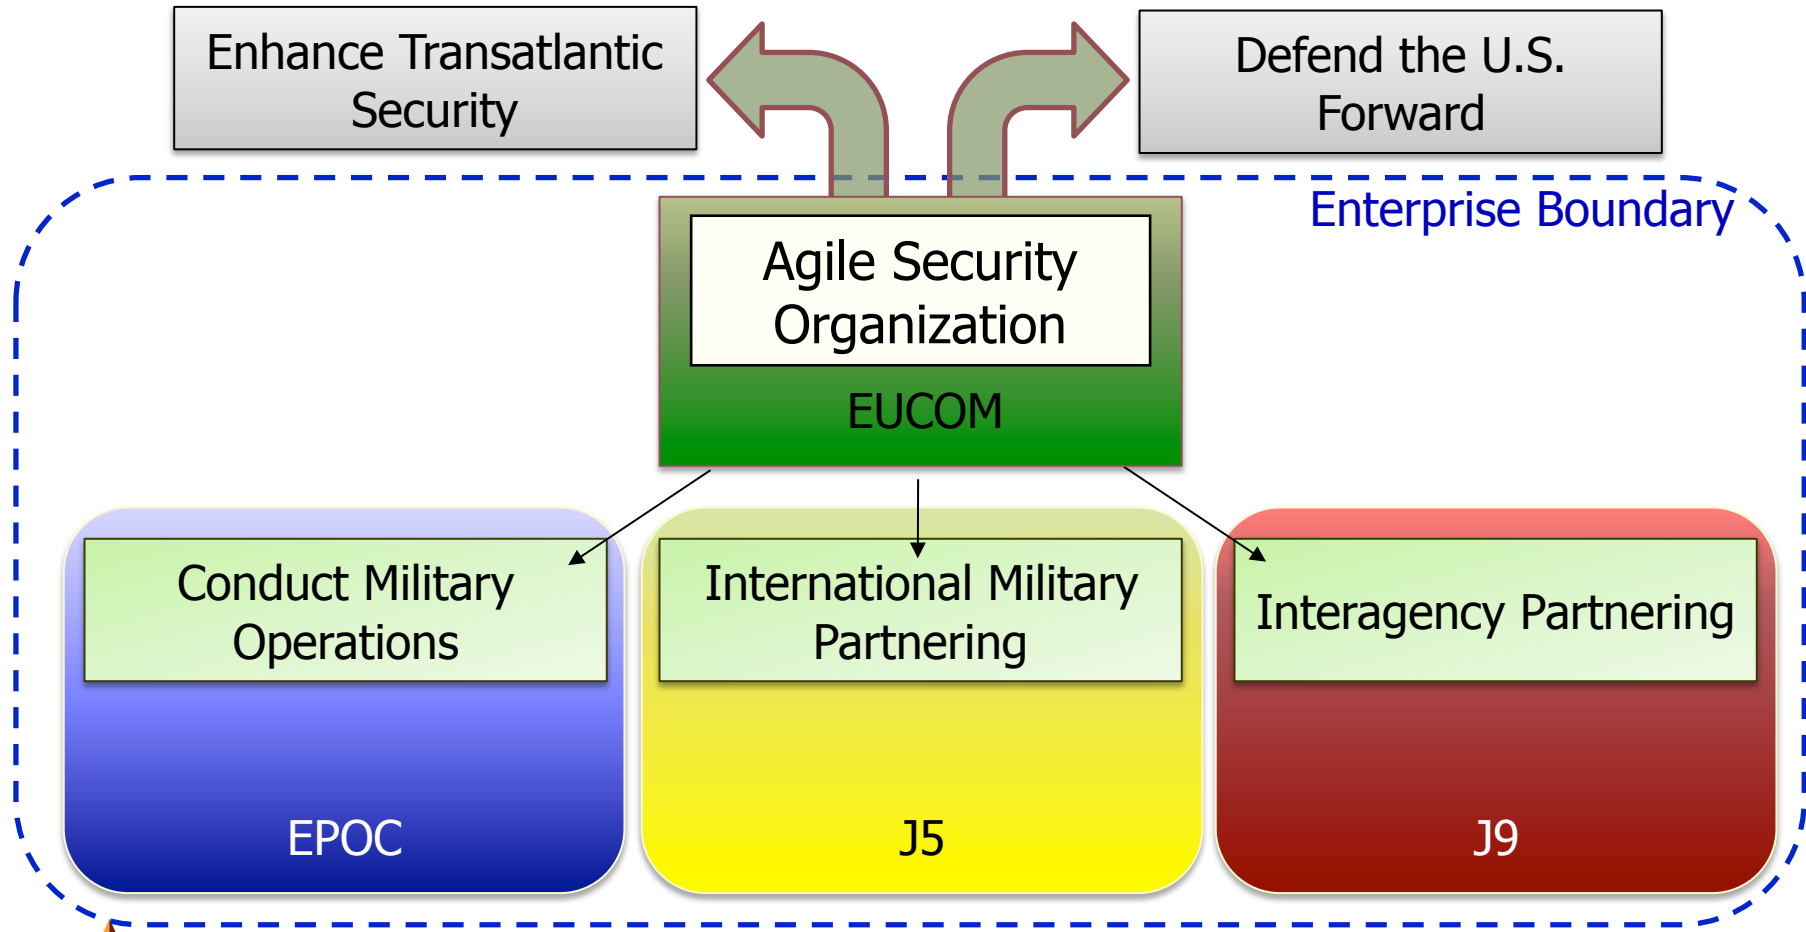 Enhance Transatlantic
Security
Defend the U.S.
Forward
Enterprise Boundary
Agile Security
Organization
EUCOM
Conduct Military
Operations
International Military
Partnering
Interagency Partnering
EPOC
J5
J9